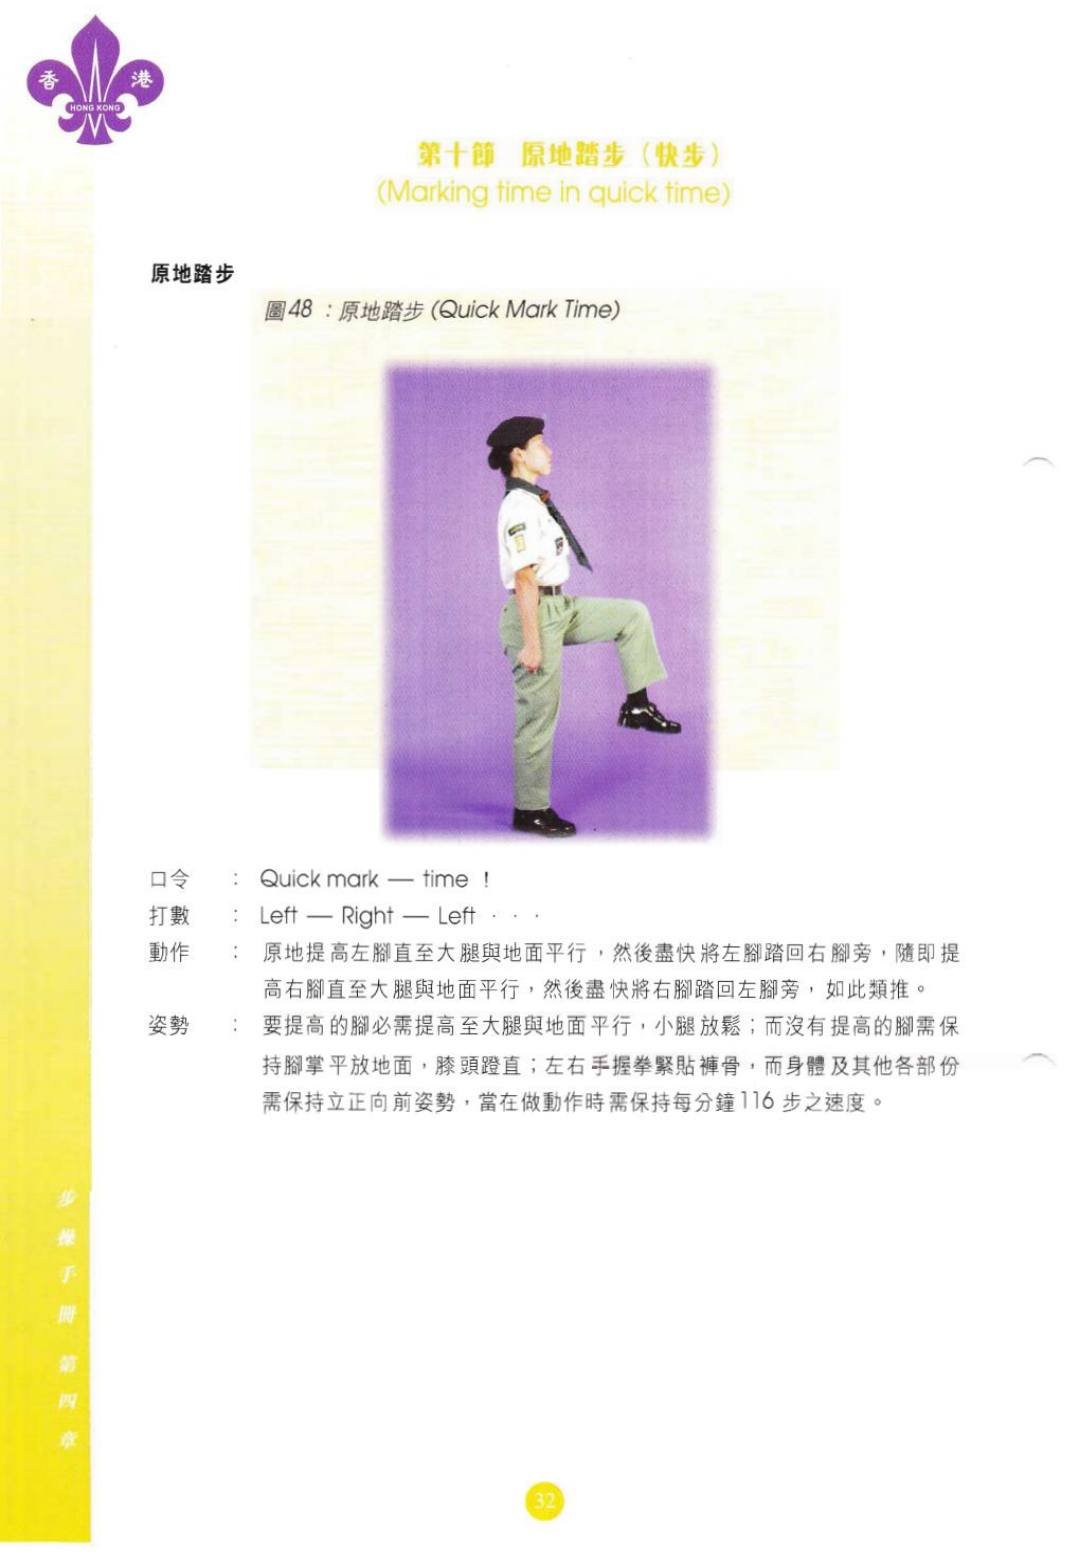 香 港
HONG KONG
第十節 原地踏步（快步）
(Marking time in quick time)
原地踏步
圖48 : 原地踏步 (Quick Mark Time)
口令 : Quick mark — time !
打數 : Left — Right — Left · · ·
動作 : 原地提高左腳直至大腿與地面平行，然後盡快將左腳踏回右腳旁，隨即提
高右腳直至大腿與地面平行，然後盡快將右腳踏回左腳旁，如此類推。
姿勢 : 要提高的腳必需提高至大腿與地面平行，小腿放鬆；而沒有提高的腳需保
持腳掌平放地面，膝頭蹬直；左右手握拳緊貼褲骨，而身體及其他各部份
需保持立正向前姿勢，當在做動作時需保持每分鐘116步之速度。
步操手冊 第四章
32